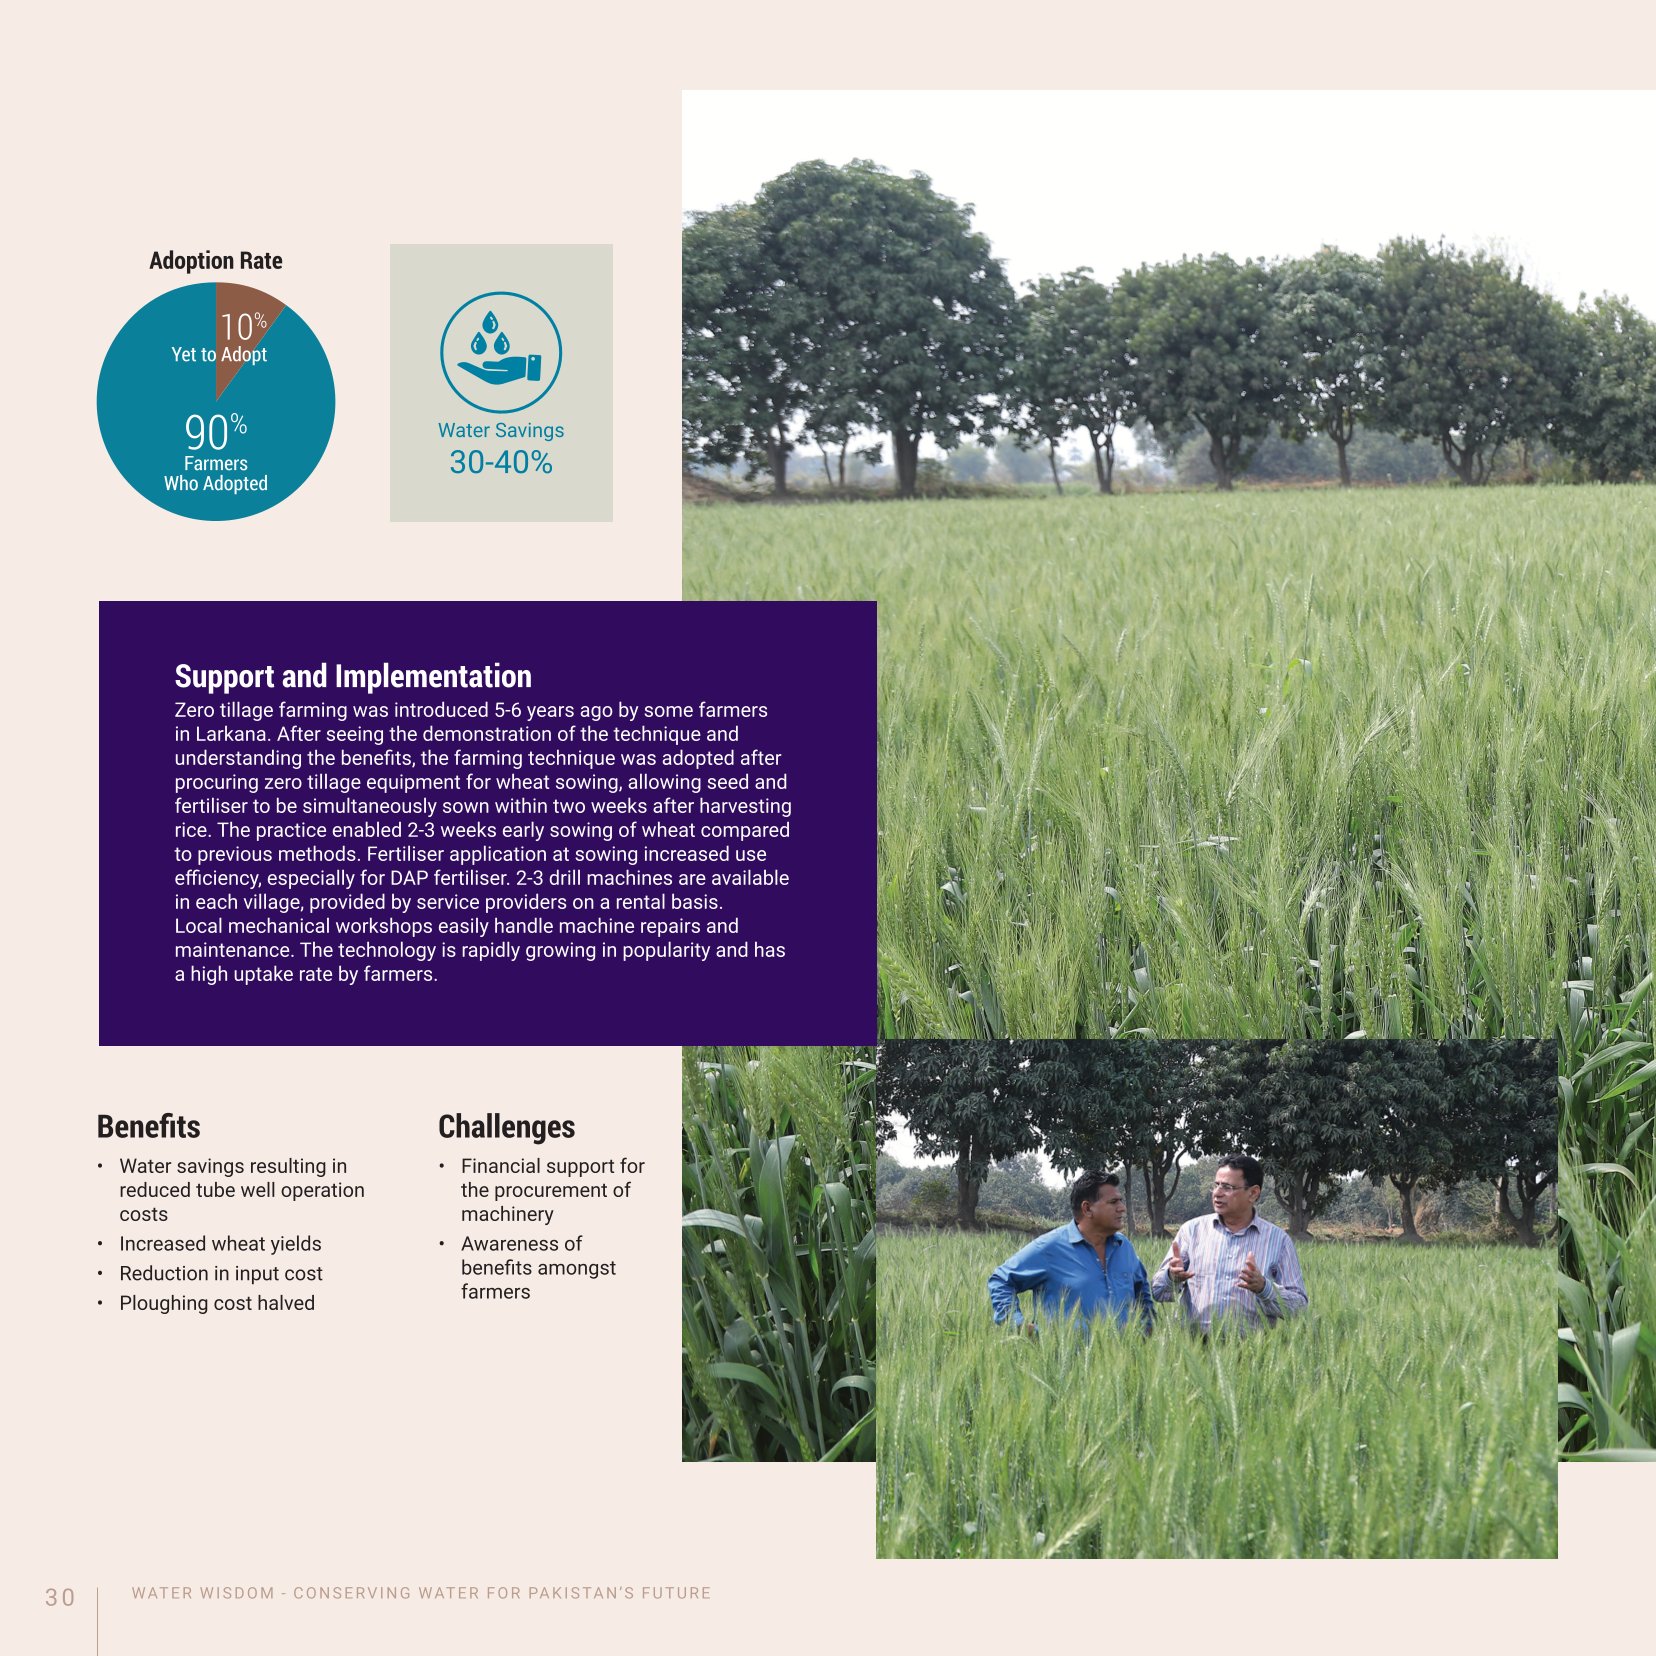 Adoption Rate
10%
Yet to Adopt
90%
Farmers
Who Adopted
Water Savings
30-40%
Support and Implementation
Zero tillage farming was introduced 5-6 years ago by some farmers
in Larkana. After seeing the demonstration of the technique and
understanding the benefits, the farming technique was adopted after
procuring zero tillage equipment for wheat sowing, allowing seed and
fertiliser to be simultaneously sown within two weeks after harvesting
rice. The practice enabled 2-3 weeks early sowing of wheat compared
to previous methods. Fertiliser application at sowing increased use
efficiency, especially for DAP fertiliser. 2-3 drill machines are available
in each village, provided by service providers on a rental basis.
Local mechanical workshops easily handle machine repairs and
maintenance. The technology is rapidly growing in popularity and has
a high uptake rate by farmers.
Benefits
• Water savings resulting in
reduced tube well operation
costs
• Increased wheat yields
• Reduction in input cost
• Ploughing cost halved
Challenges
• Financial support for
the procurement of
machinery
• Awareness of
benefits amongst
farmers
30
WATER WISDOM - CONSERVING WATER FOR PAKISTAN'S FUTURE